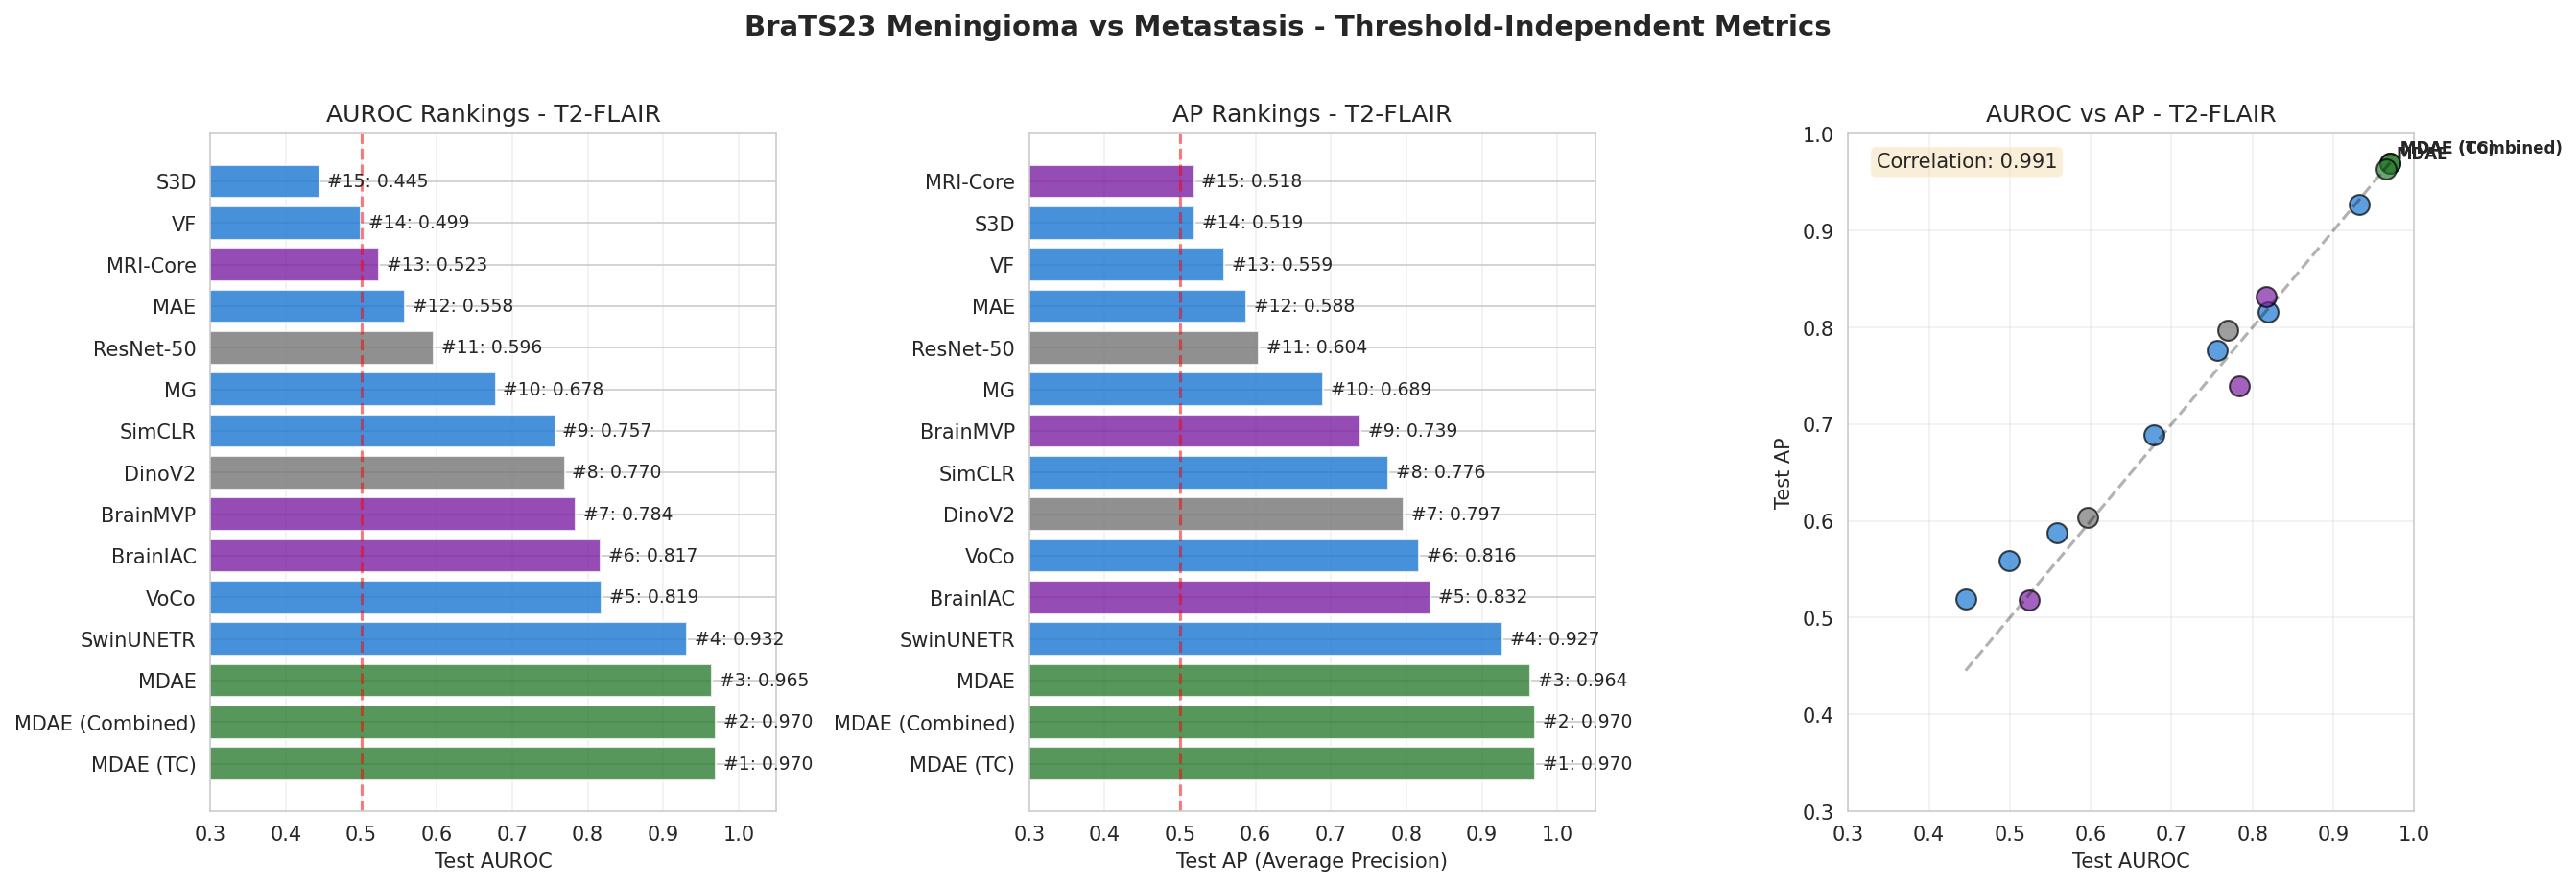 BraTS23 Meningioma vs Metastasis - Threshold-Independent Metrics
AUROC Rankings - T2-FLAIR
S3D #15: 0.445
VF #14: 0.499
MRI-Core #13: 0.523
MAE #12: 0.558
ResNet-50 #11: 0.596
MG #10: 0.678
SimCLR #9: 0.757
DinoV2 #8: 0.770
BrainMVP #7: 0.784
BrainIAC #6: 0.817
VoCo #5: 0.819
SwinUNETR #4: 0.932
MDAE #3: 0.965
MDAE (Combined) #2: 0.970
MDAE (TC) #1: 0.970
0.3 0.4 0.5 0.6 0.7 0.8 0.9 1.0
Test AUROC
AP Rankings - T2-FLAIR
MRI-Core #15: 0.518
S3D #14: 0.519
VF #13: 0.559
MAE #12: 0.588
ResNet-50 #11: 0.604
MG #10: 0.689
BrainMVP #9: 0.739
SimCLR #8: 0.776
DinoV2 #7: 0.797
VoCo #6: 0.816
BrainIAC #5: 0.832
SwinUNETR #4: 0.927
MDAE #3: 0.964
MDAE (Combined) #2: 0.970
MDAE (TC) #1: 0.970
0.3 0.4 0.5 0.6 0.7 0.8 0.9 1.0
Test AP (Average Precision)
AUROC vs AP - T2-FLAIR
Correlation: 0.991
MDAE (TC)
MDAE (Combined)
MDAE
Test AP
1.0
0.9
0.8
0.7
0.6
0.5
0.4
0.3
0.3 0.4 0.5 0.6 0.7 0.8 0.9 1.0
Test AUROC